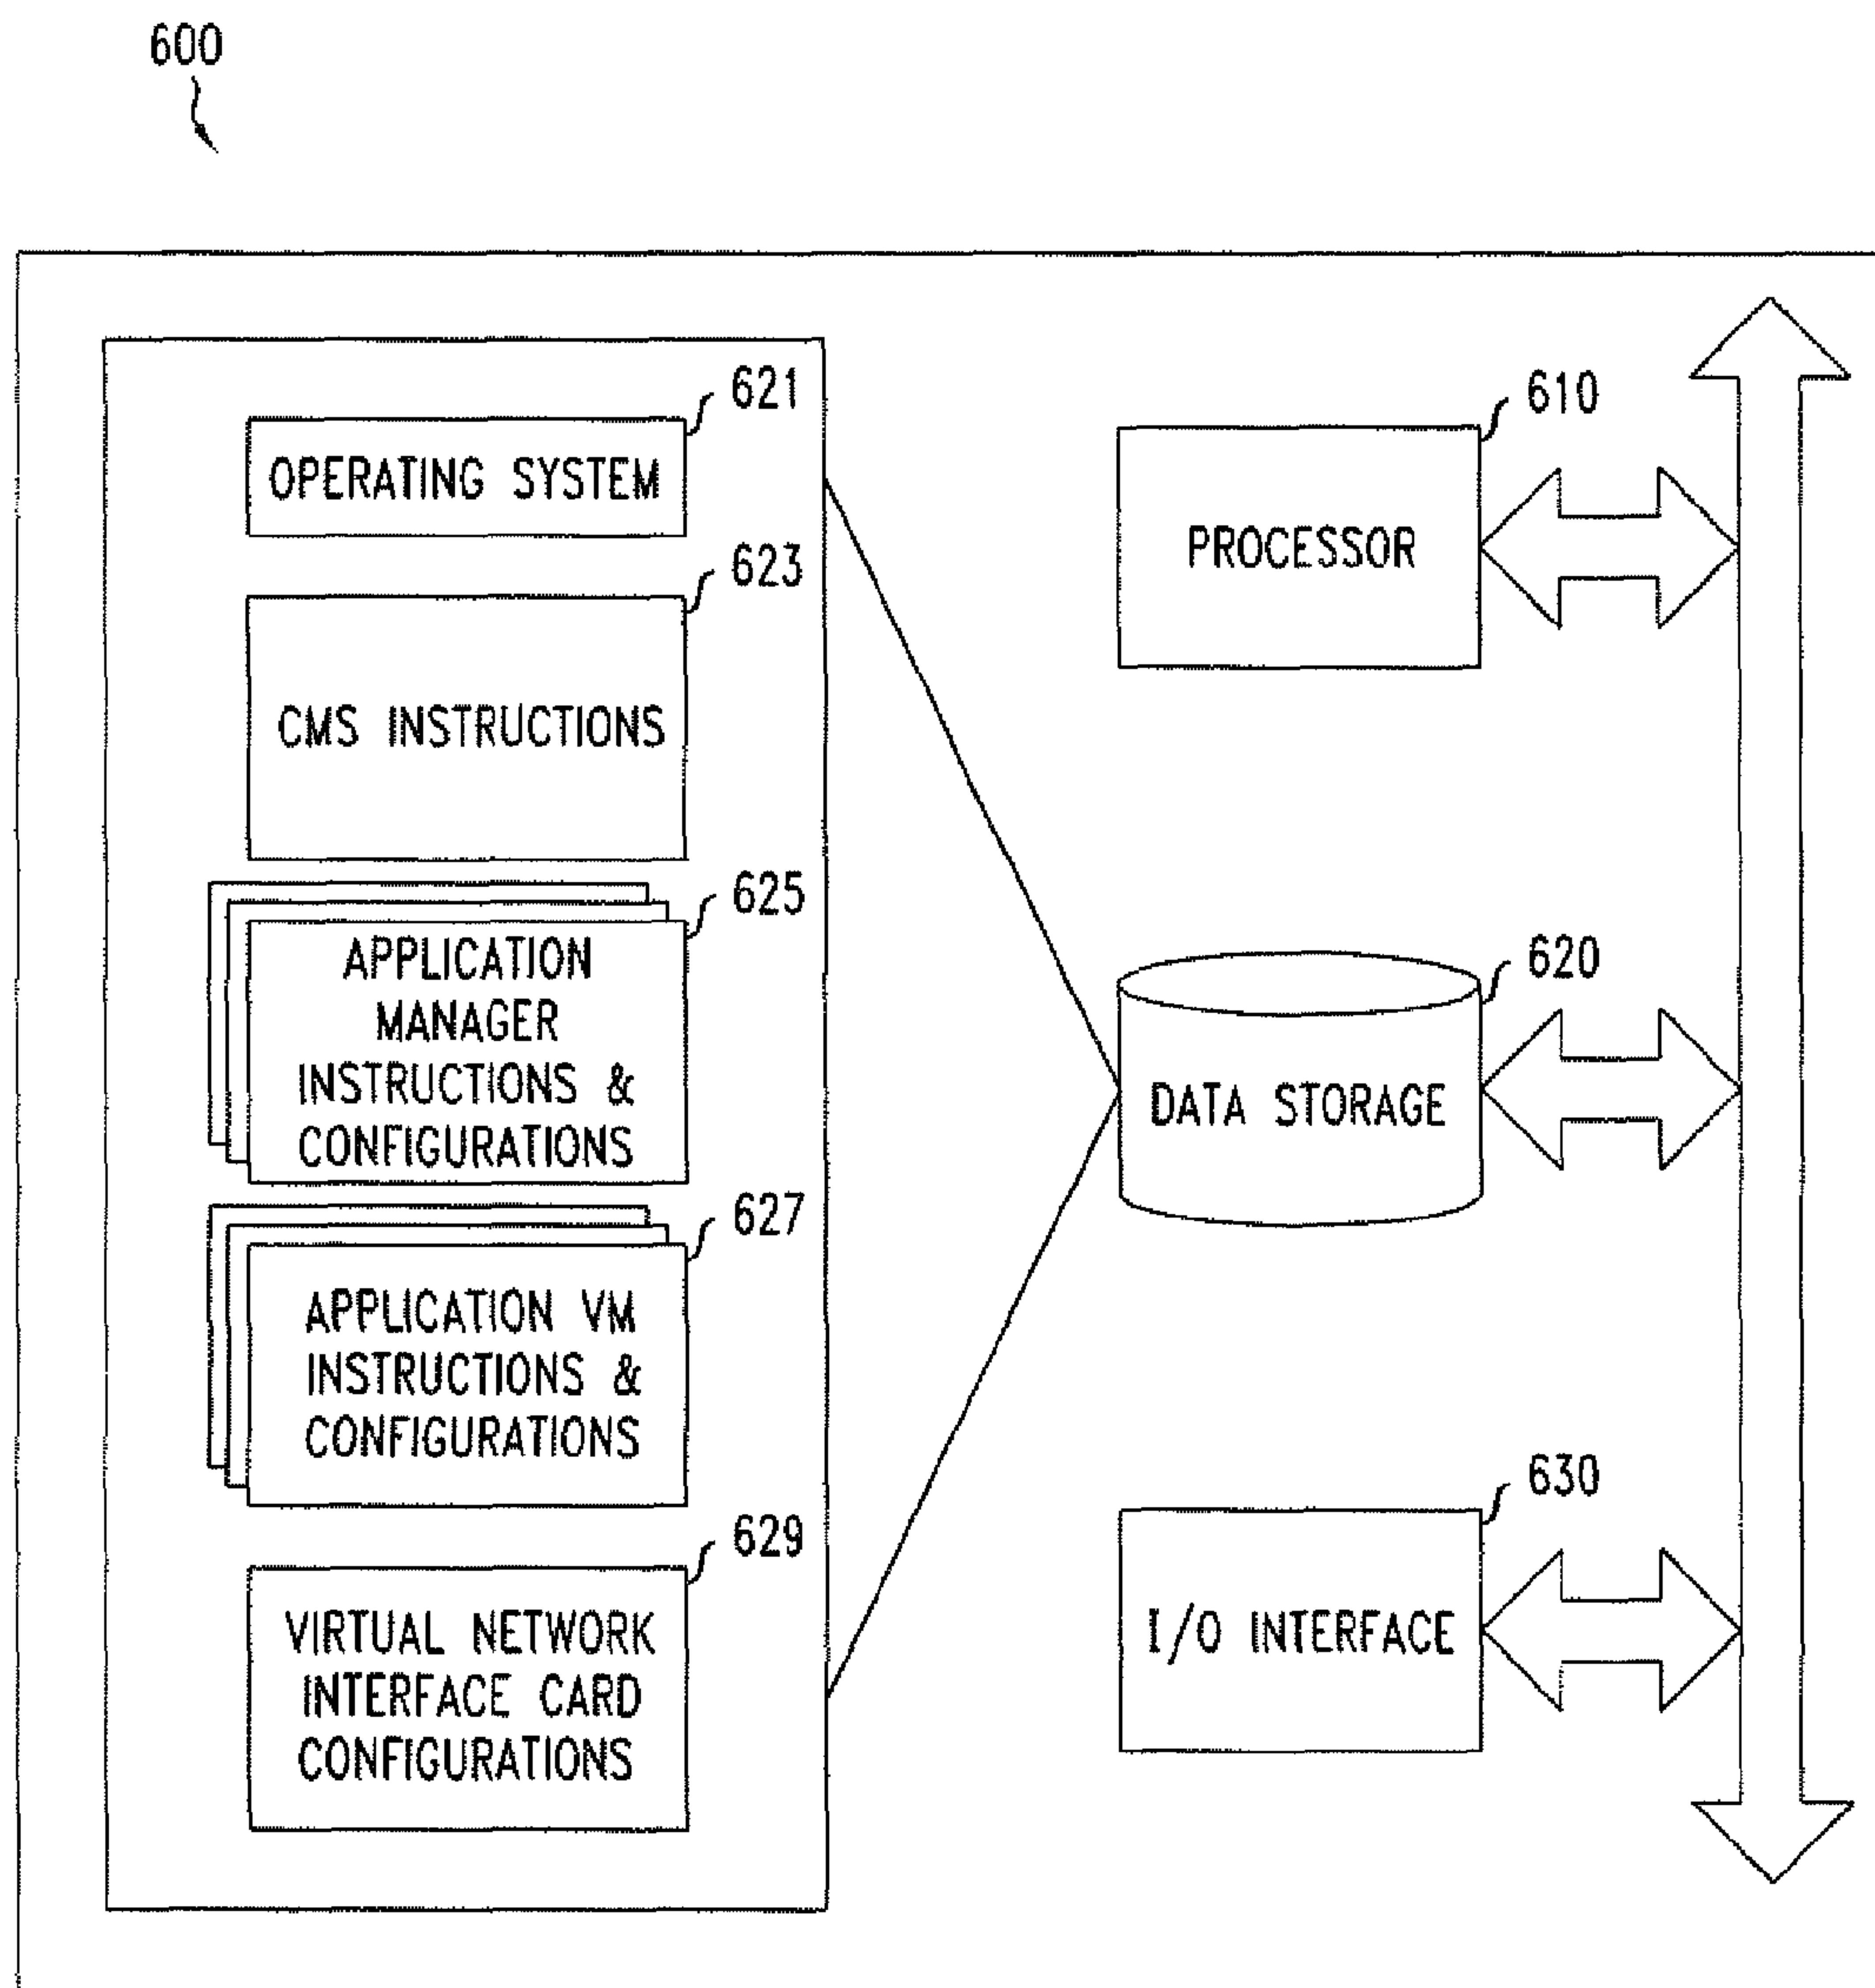 600
621
OPERATING SYSTEM
623
CMS INSTRUCTIONS
625
APPLICATION
MANAGER
INSTRUCTIONS &
CONFIGURATIONS
627
APPLICATION VM
INSTRUCTIONS &
CONFIGURATIONS
629
VIRTUAL NETWORK
INTERFACE CARD
CONFIGURATIONS
610
PROCESSOR
620
DATA STORAGE
630
I/O INTERFACE